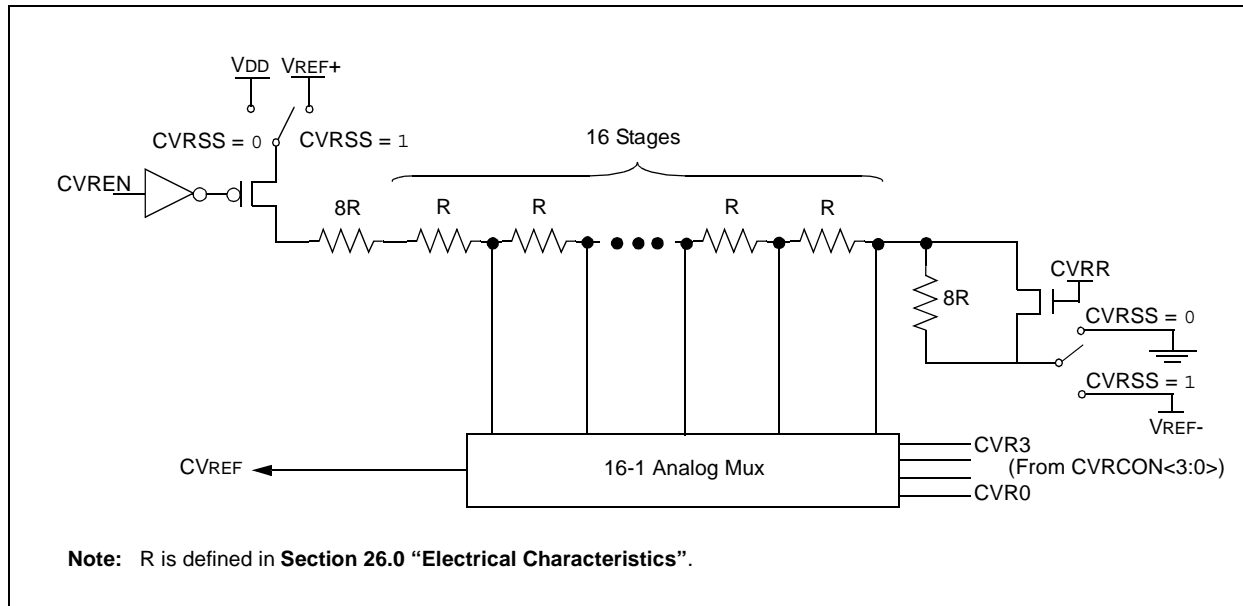 VDD VREF+
CVRSS = 0 CVRSS = 1
16 Stages
CVREN
8R R R R R
CVRR
8R
CVRSS = 0
CVRSS = 1
VREF-
CVREF
16-1 Analog Mux
CVR3
(From CVRCON<3:0>)
CVR0
Note: R is defined in Section 26.0 “Electrical Characteristics”.